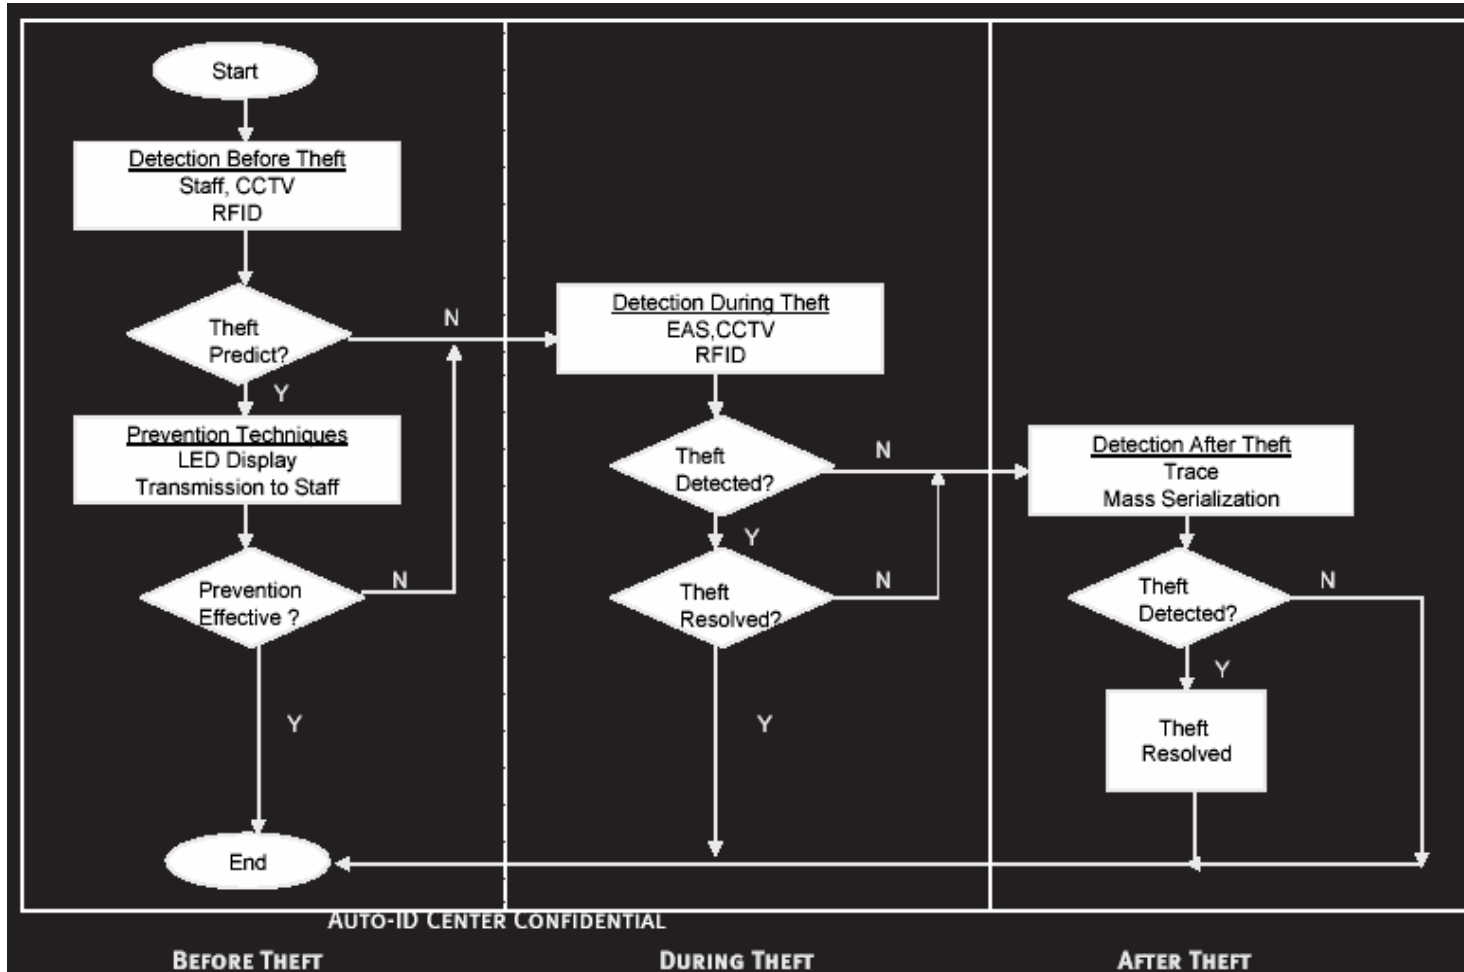 Start
Detection Before Theft
Staff, CCTV
RFID
Theft
Predict?
N
Y
Prevention Techniques
LED Display
Transmission to Staff
Prevention
Effective ?
N
Y
End
Detection During Theft
EAS,CCTV
RFID
Theft
Detected?
N
Y
Theft
Resolved?
N
Y
Detection After Theft
Trace
Mass Serialization
Theft
Detected?
N
Y
Theft
Resolved
AUTO-ID CENTER CONFIDENTIAL
BEFORE THEFT
DURING THEFT
AFTER THEFT